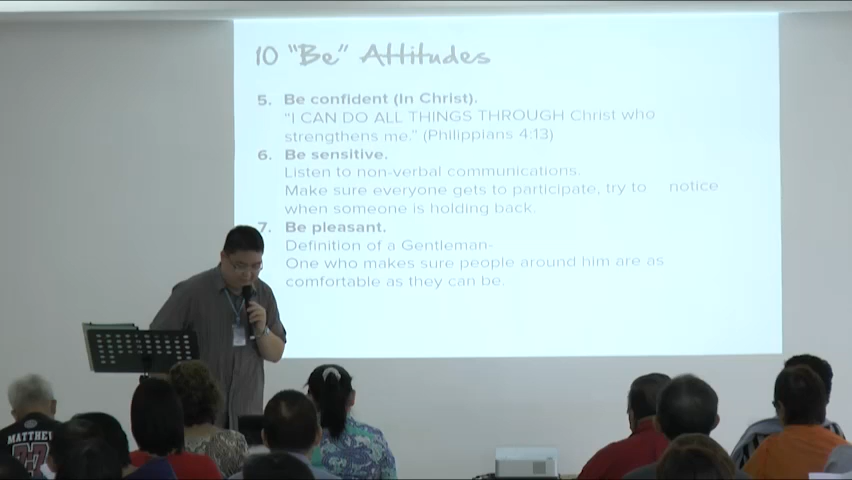 10 "Be" Attitudes
5. Be confident (In Christ).
"I CAN DO ALL THINGS THROUGH Christ who
strengthens me." (Philippians 4:13)
6. Be sensitive.
Listen to non-verbal communications.
Make sure everyone gets to participate, try to notice
when someone is holding back.
7. Be pleasant.
Definition of a Gentleman-
One who makes sure people around him are as
comfortable as they can be.
MATTHEW